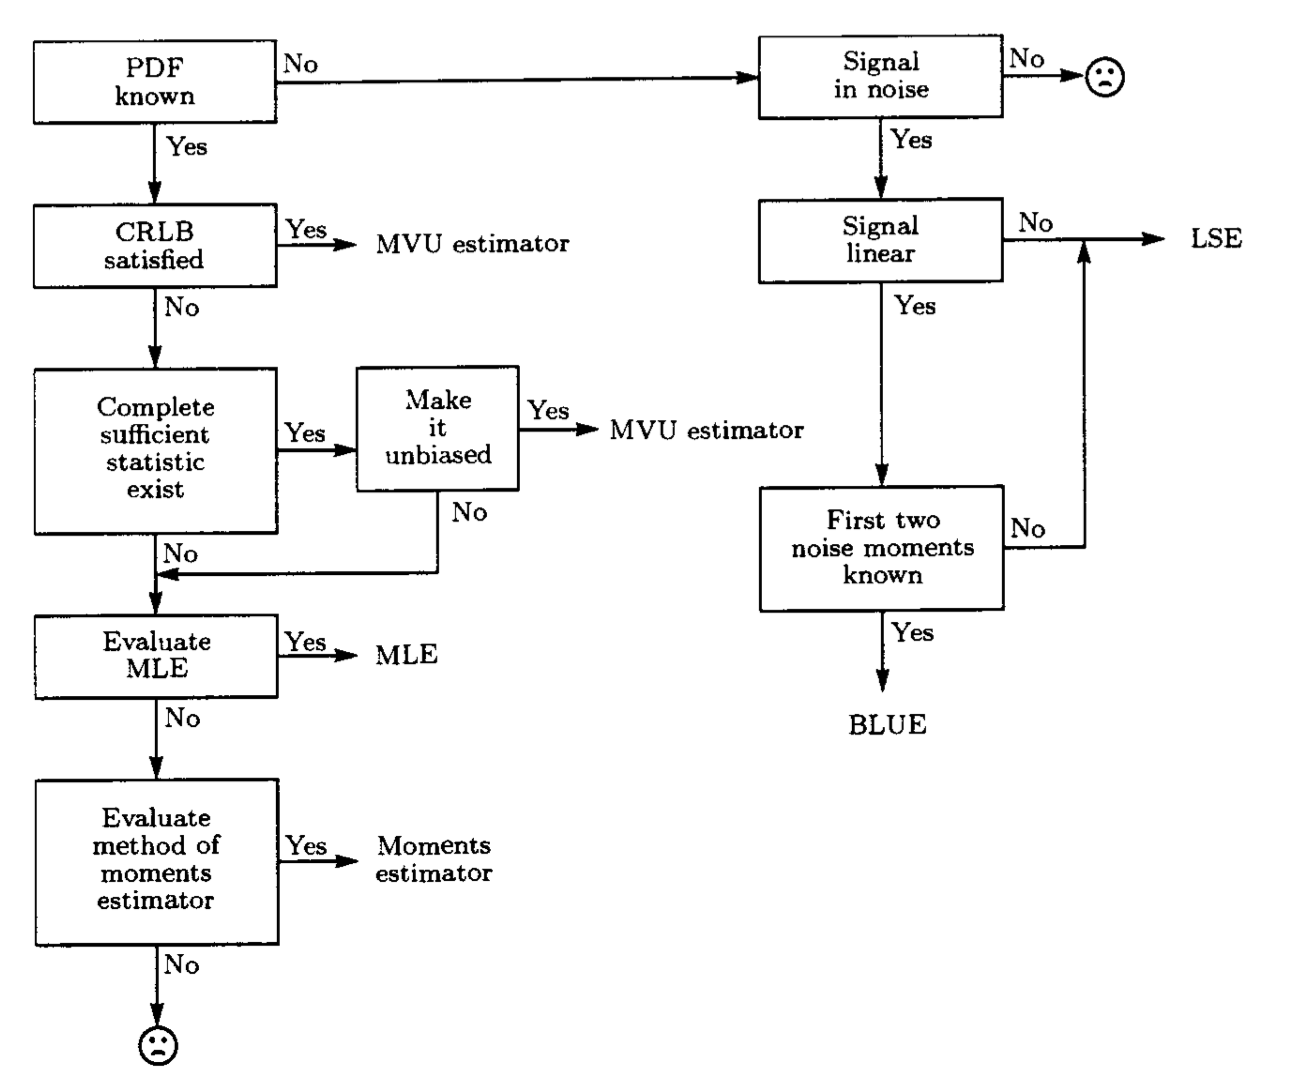 PDF
known
No
Yes
CRLB
satisfied
Yes
MVU estimator
No
Complete
sufficient
statistic
exist
Yes
Make
it
unbiased
Yes
MVU estimator
No
No
Evaluate
MLE
Yes
MLE
No
Evaluate
method of
moments
estimator
Yes
Moments
estimator
No
Signal
in noise
No
Yes
Signal
linear
No
LSE
Yes
First two
noise moments
known
No
Yes
BLUE